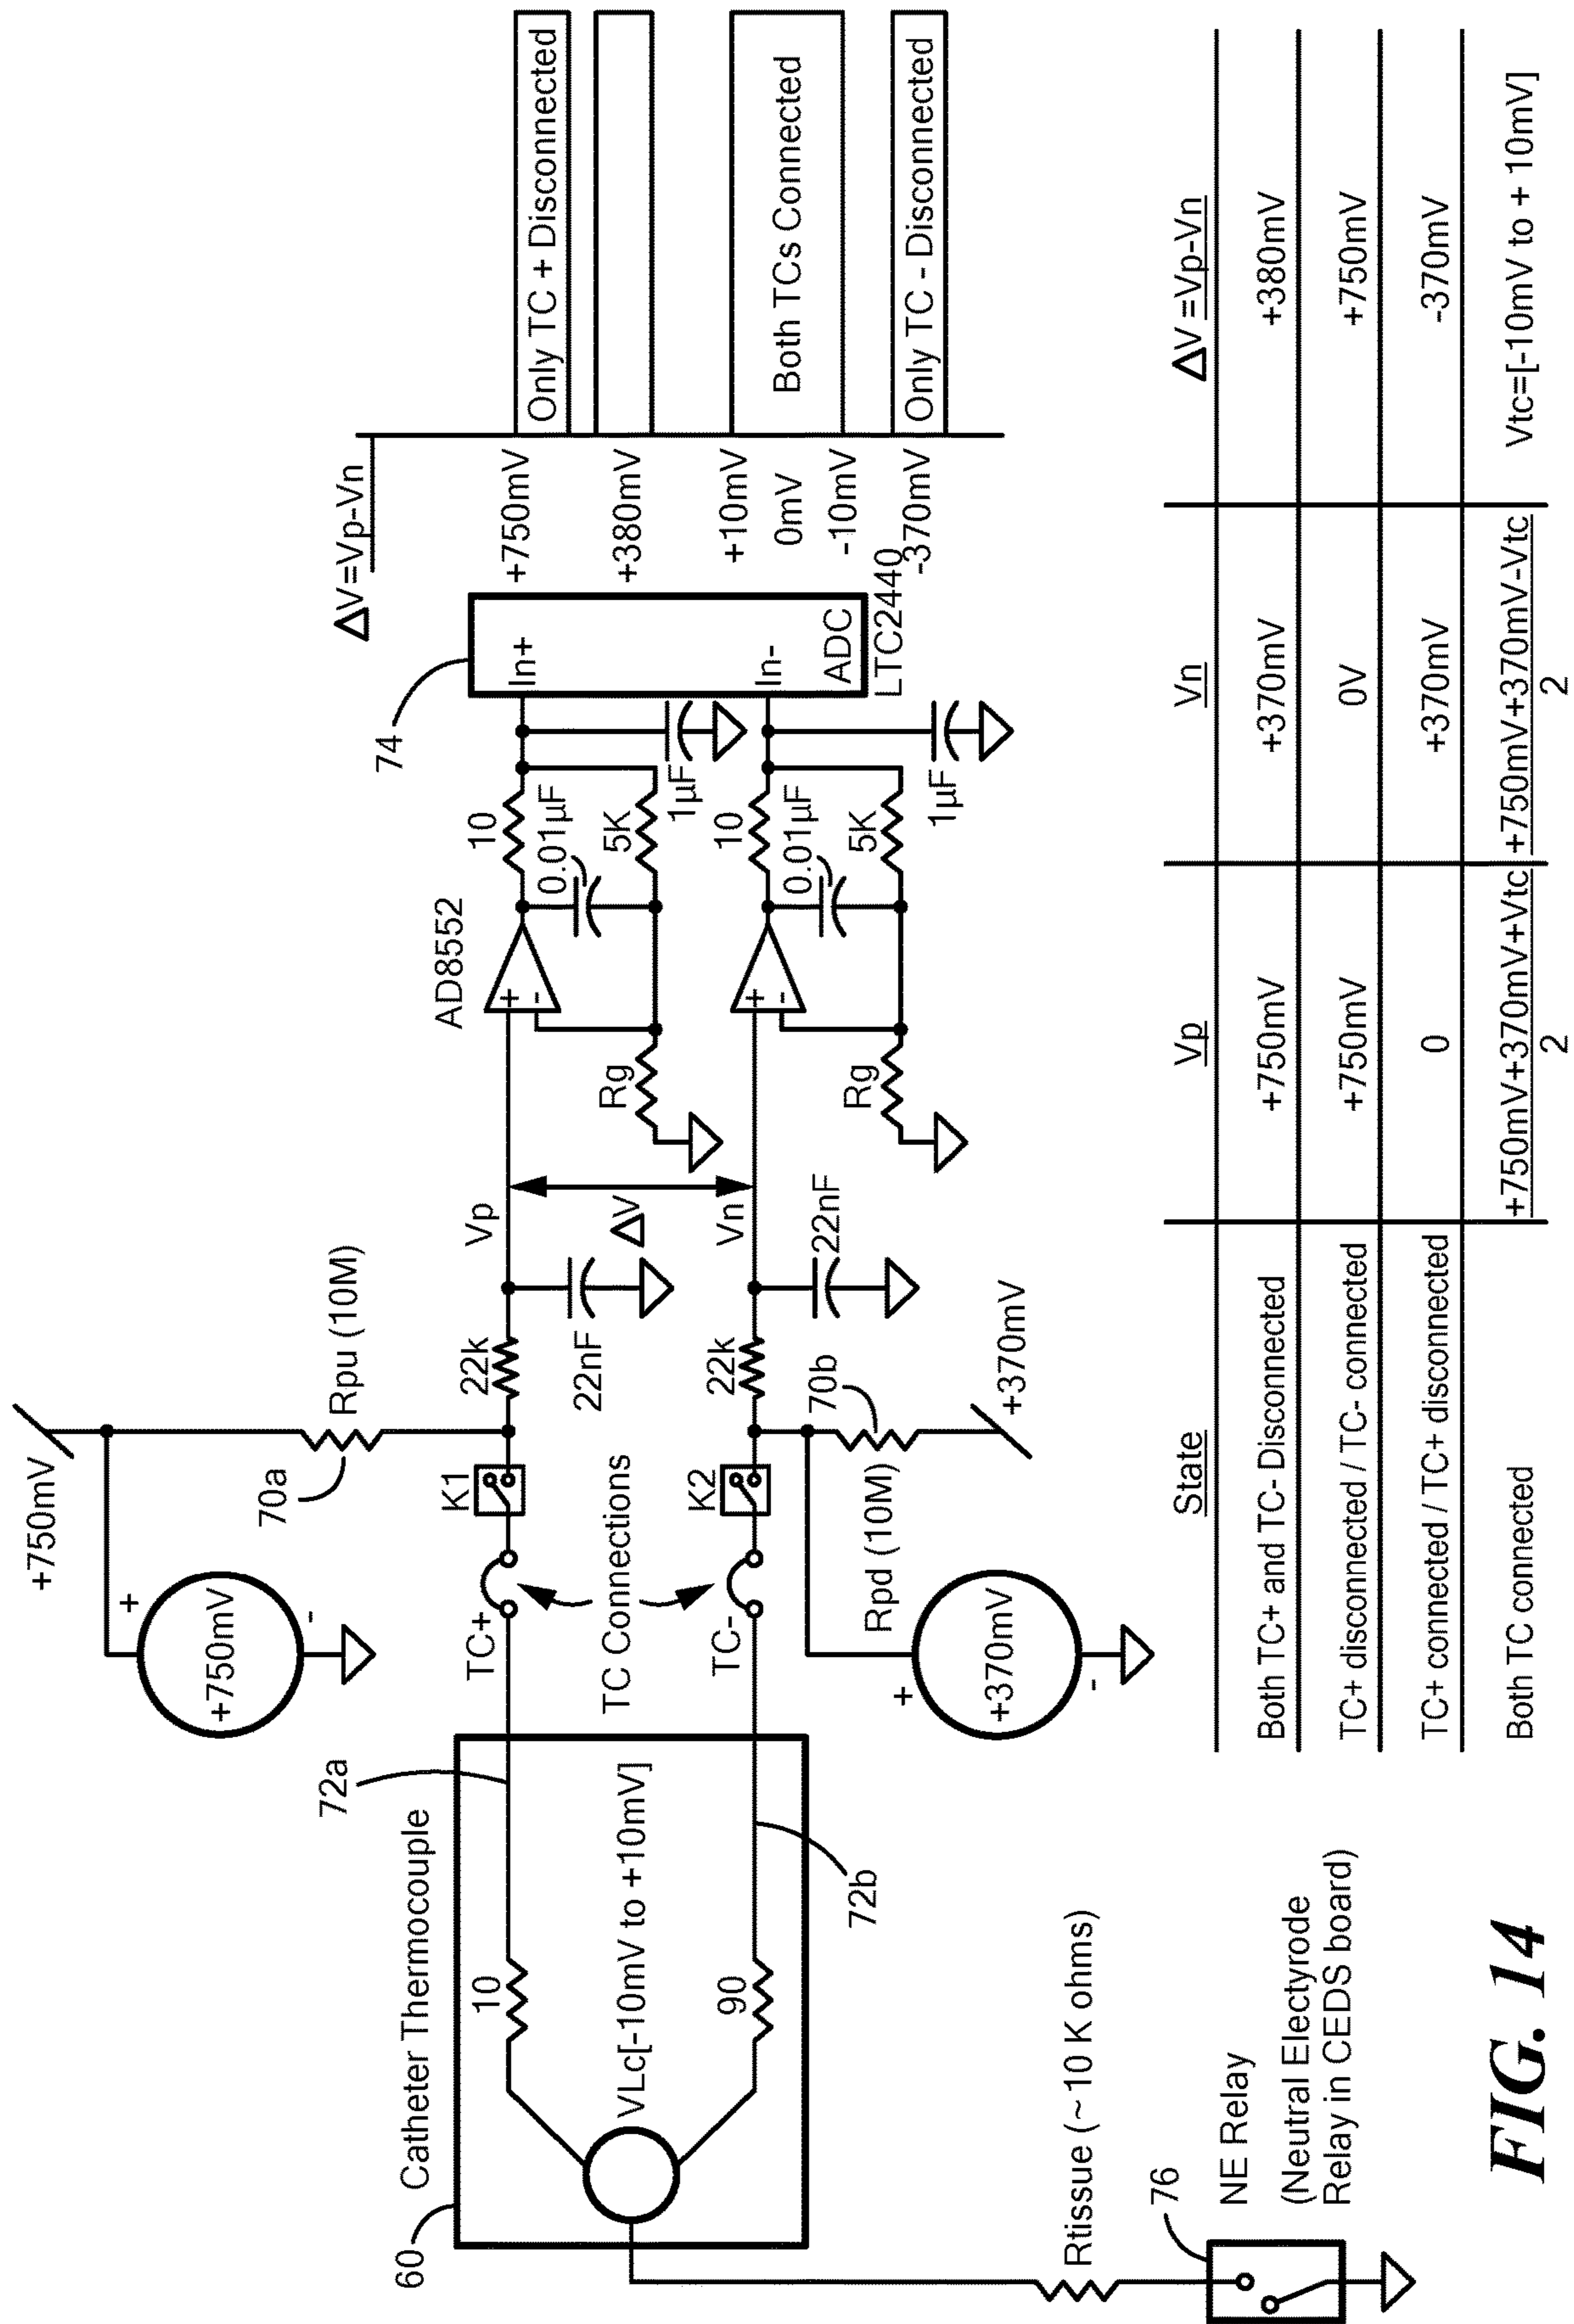 +750mV
+
+750mV
-
70a
Rpu (10M)
ΔV=Vp-Vn
Catheter Thermocouple
60
72a
TC+
K1
22k
Vp
AD8552
10
74
10
+
-
0.01µF
In+
+750mV
Only TC + Disconnected
VLc[-10mV to +10mV]
TC Connections
22nF
ΔV
Rg
5K
1µF
+380mV
90
TC-
K2
22k
Vn
+
-
10
0.01µF
In-
+10mV
0mV
-10mV
Both TCs Connected
72b
Rpd (10M)
70b
22nF
Rg
5K
1µF
ADC
LTC2440
-370mV
Only TC - Disconnected
+
+370mV
-
+370mV
Rtissue (~ 10 K ohms)
76
NE Relay
(Neutral Electyrode
Relay in CEDS board)
State Vp Vn ΔV =Vp-Vn
Both TC+ and TC- Disconnected +750mV +370mV +380mV
TC+ disconnected / TC- connected +750mV 0V +750mV
TC+ connected / TC+ disconnected 0 +370mV -370mV
Both TC connected +750mV+370mV+Vtc +750mV+370mV-Vtc Vtc=[-10mV to + 10mV]
2 2
FIG. 14